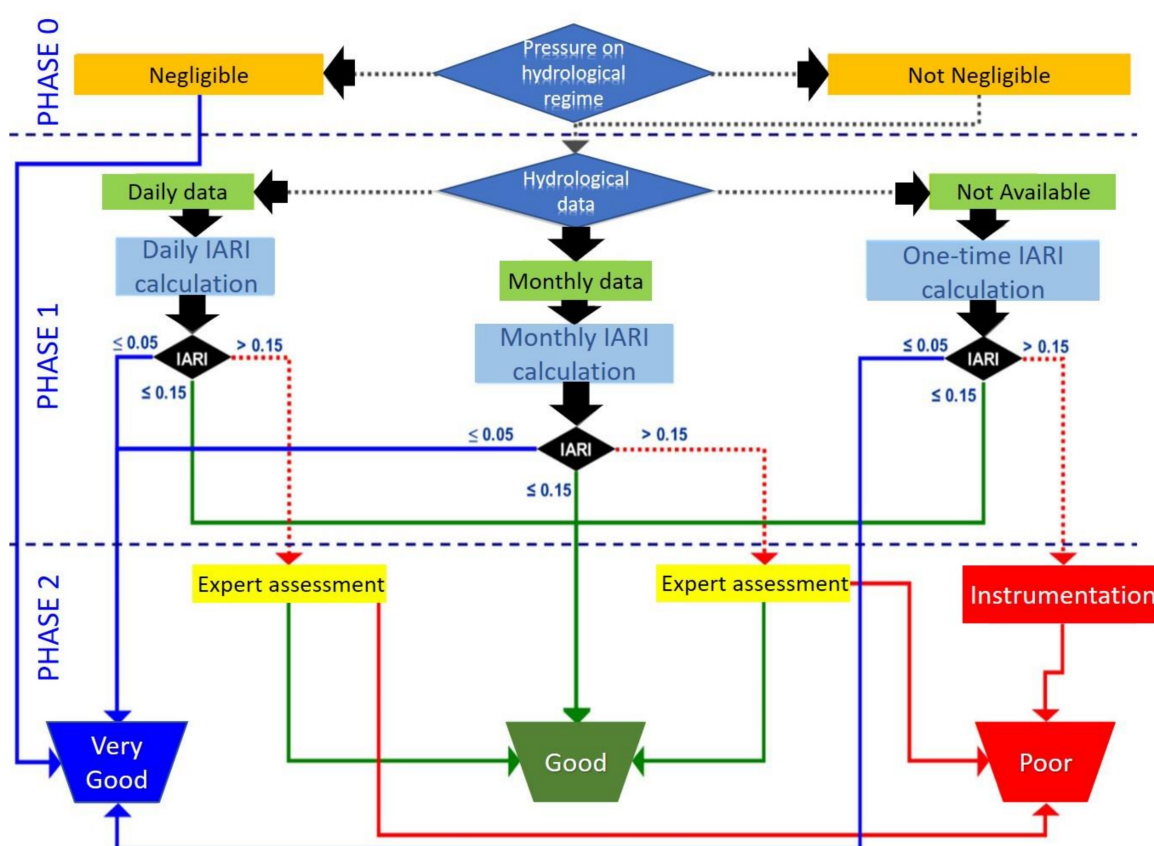 PHASE 0
Negligible
Pressure on
hydrological
regime
Not Negligible
PHASE 1
Daily data
Hydrological
data
Not Available
Daily IARI
calculation
Monthly data
One-time IARI
calculation
Monthly IARI
calculation
≤ 0.05
IARI
> 0.15
≤ 0.15
≤ 0.05
IARI
> 0.15
≤ 0.15
≤ 0.05
IARI
> 0.15
≤ 0.15
PHASE 2
Expert assessment
Expert assessment
Instrumentation
Very
Good
Good
Poor